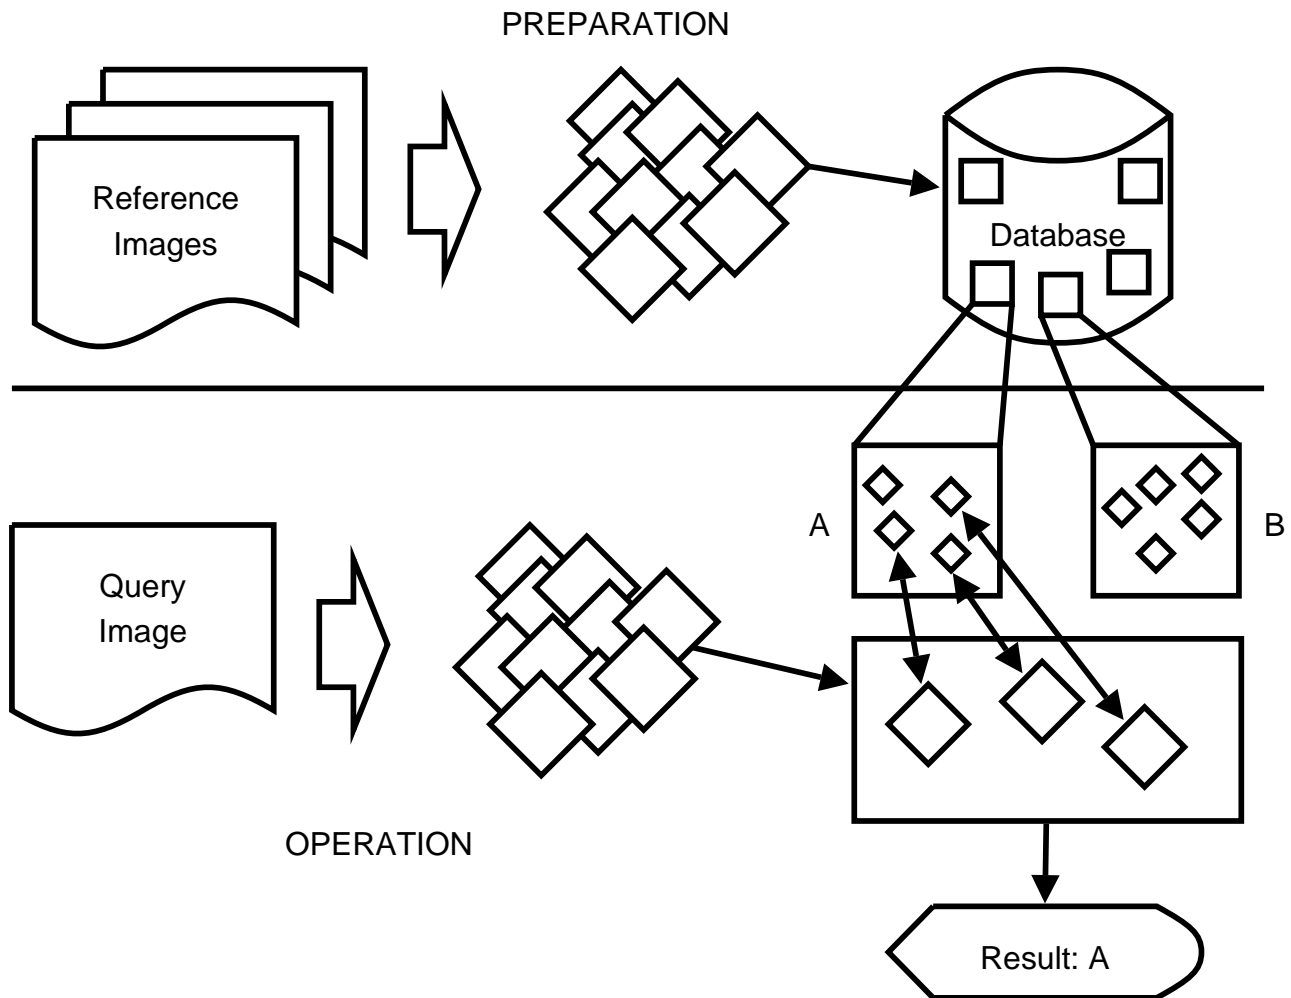 PREPARATION
Reference
Images
Database
A
B
Query
Image
OPERATION
Result: A